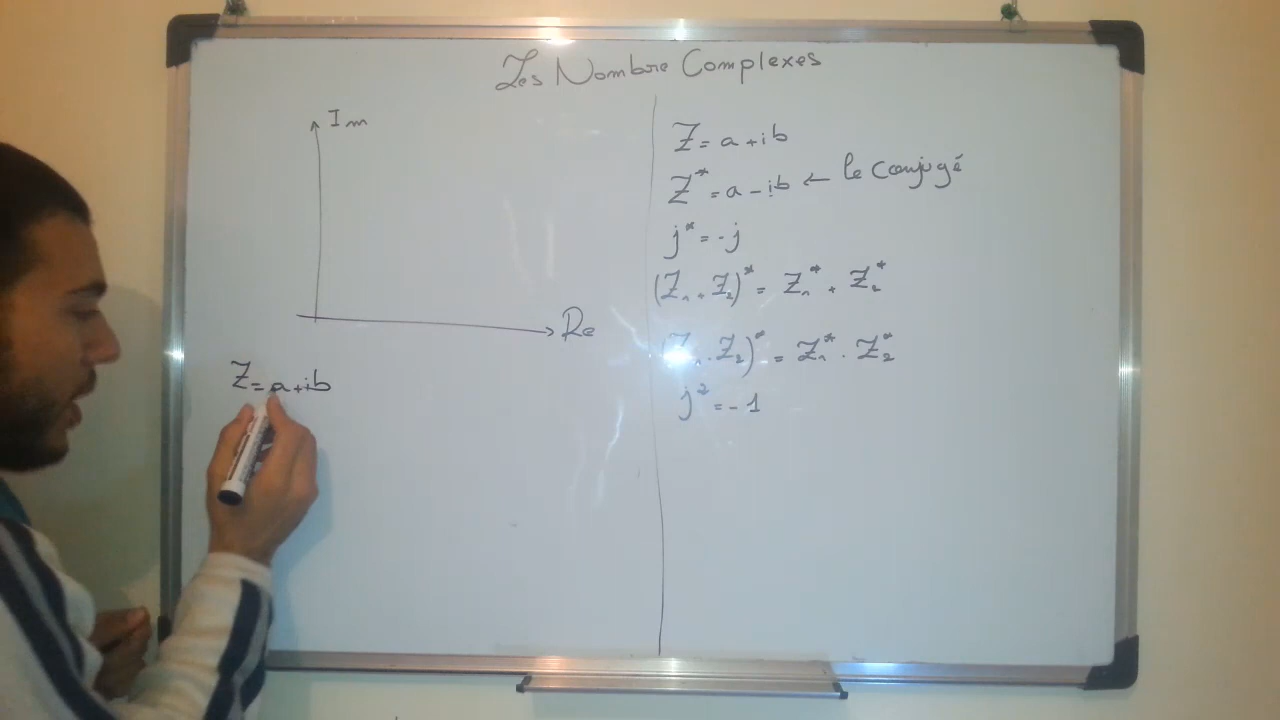 Les Nombre Complexes
Im
Re
Z = a + ib
Z = a + ib
Z* = a - ib ← le conjugé
j* = -j
(Z₁ + Z₂)* = Z₁* + Z₂*
(Z₁ . Z₂)* = Z₁* . Z₂*
j² = -1